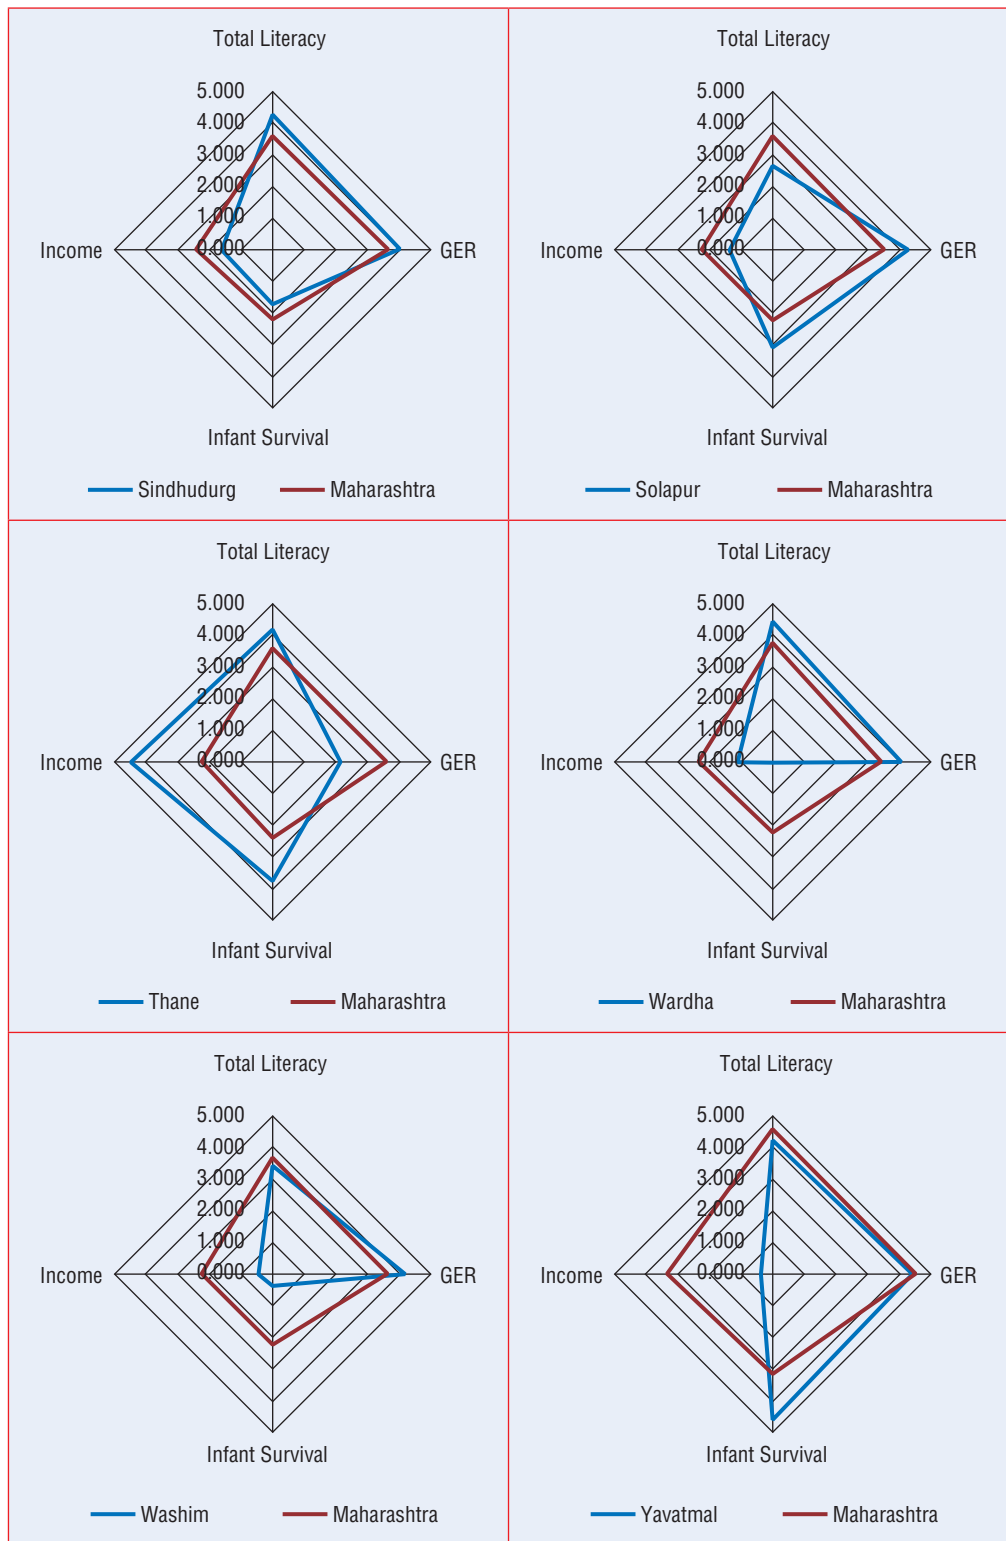 Total Literacy
5.000
4.000
3.000
2.000
1.000
0.000
Income
GER
Infant Survival
Sindhudurg Maharashtra
Total Literacy
5.000
4.000
3.000
2.000
1.000
0.000
Income
GER
Infant Survival
Solapur Maharashtra
Total Literacy
5.000
4.000
3.000
2.000
1.000
0.000
Income
GER
Infant Survival
Thane Maharashtra
Total Literacy
5.000
4.000
3.000
2.000
1.000
0.000
Income
GER
Infant Survival
Wardha Maharashtra
Total Literacy
5.000
4.000
3.000
2.000
1.000
0.000
Income
GER
Infant Survival
Washim Maharashtra
Total Literacy
5.000
4.000
3.000
2.000
1.000
0.000
Income
GER
Infant Survival
Yavatmal Maharashtra